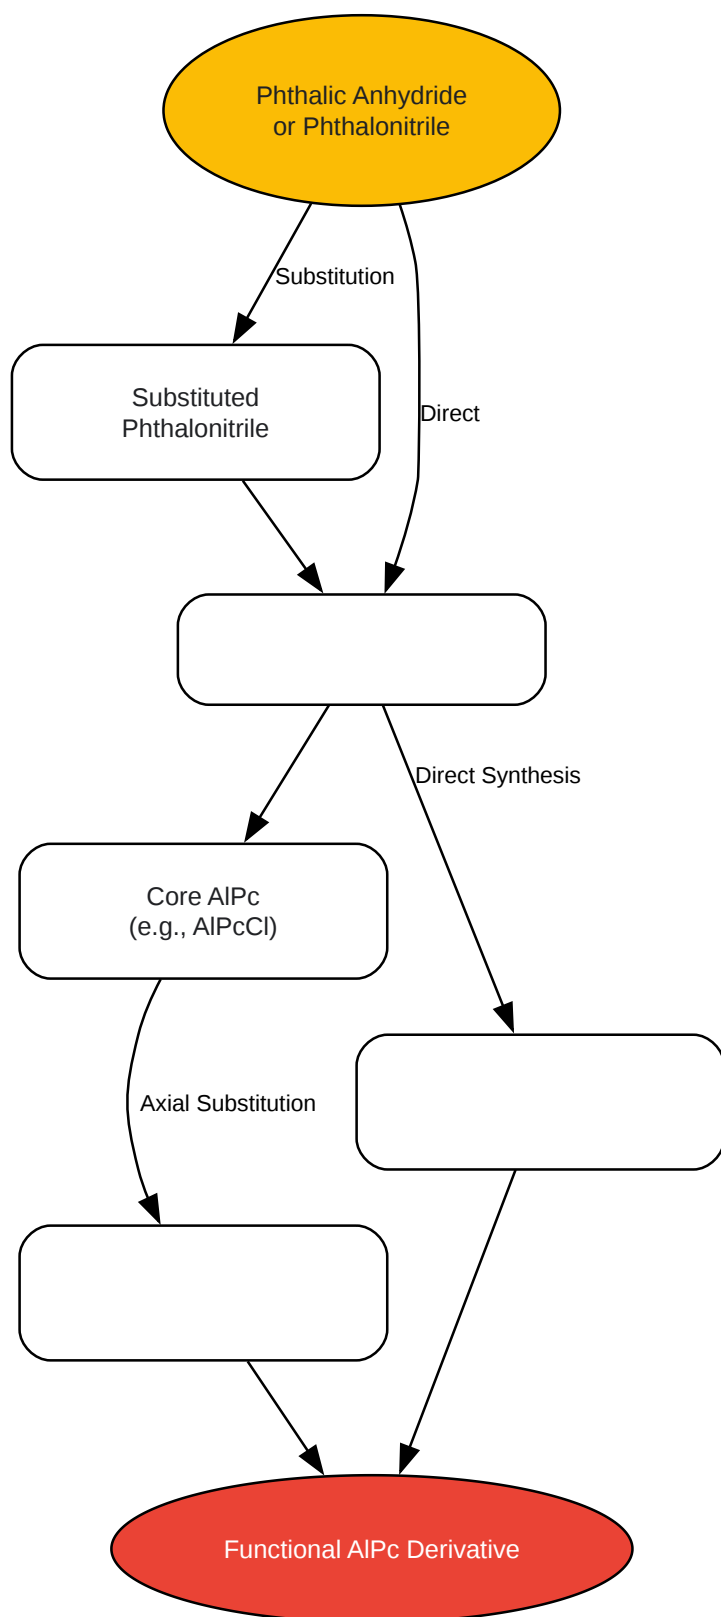 Phthalic Anhydride
or Phthalonitrile
Substitution
Substituted
Phthalonitrile
Direct
Direct Synthesis
Core AlPc
(e.g., AlPcCl)
Axial Substitution
Functional AlPc Derivative